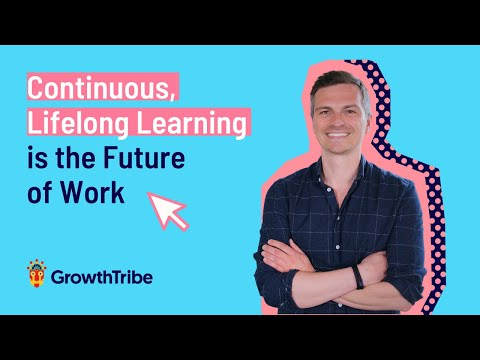 Continuous,
Lifelong Learning
is the Future
of Work
GrowthTribe